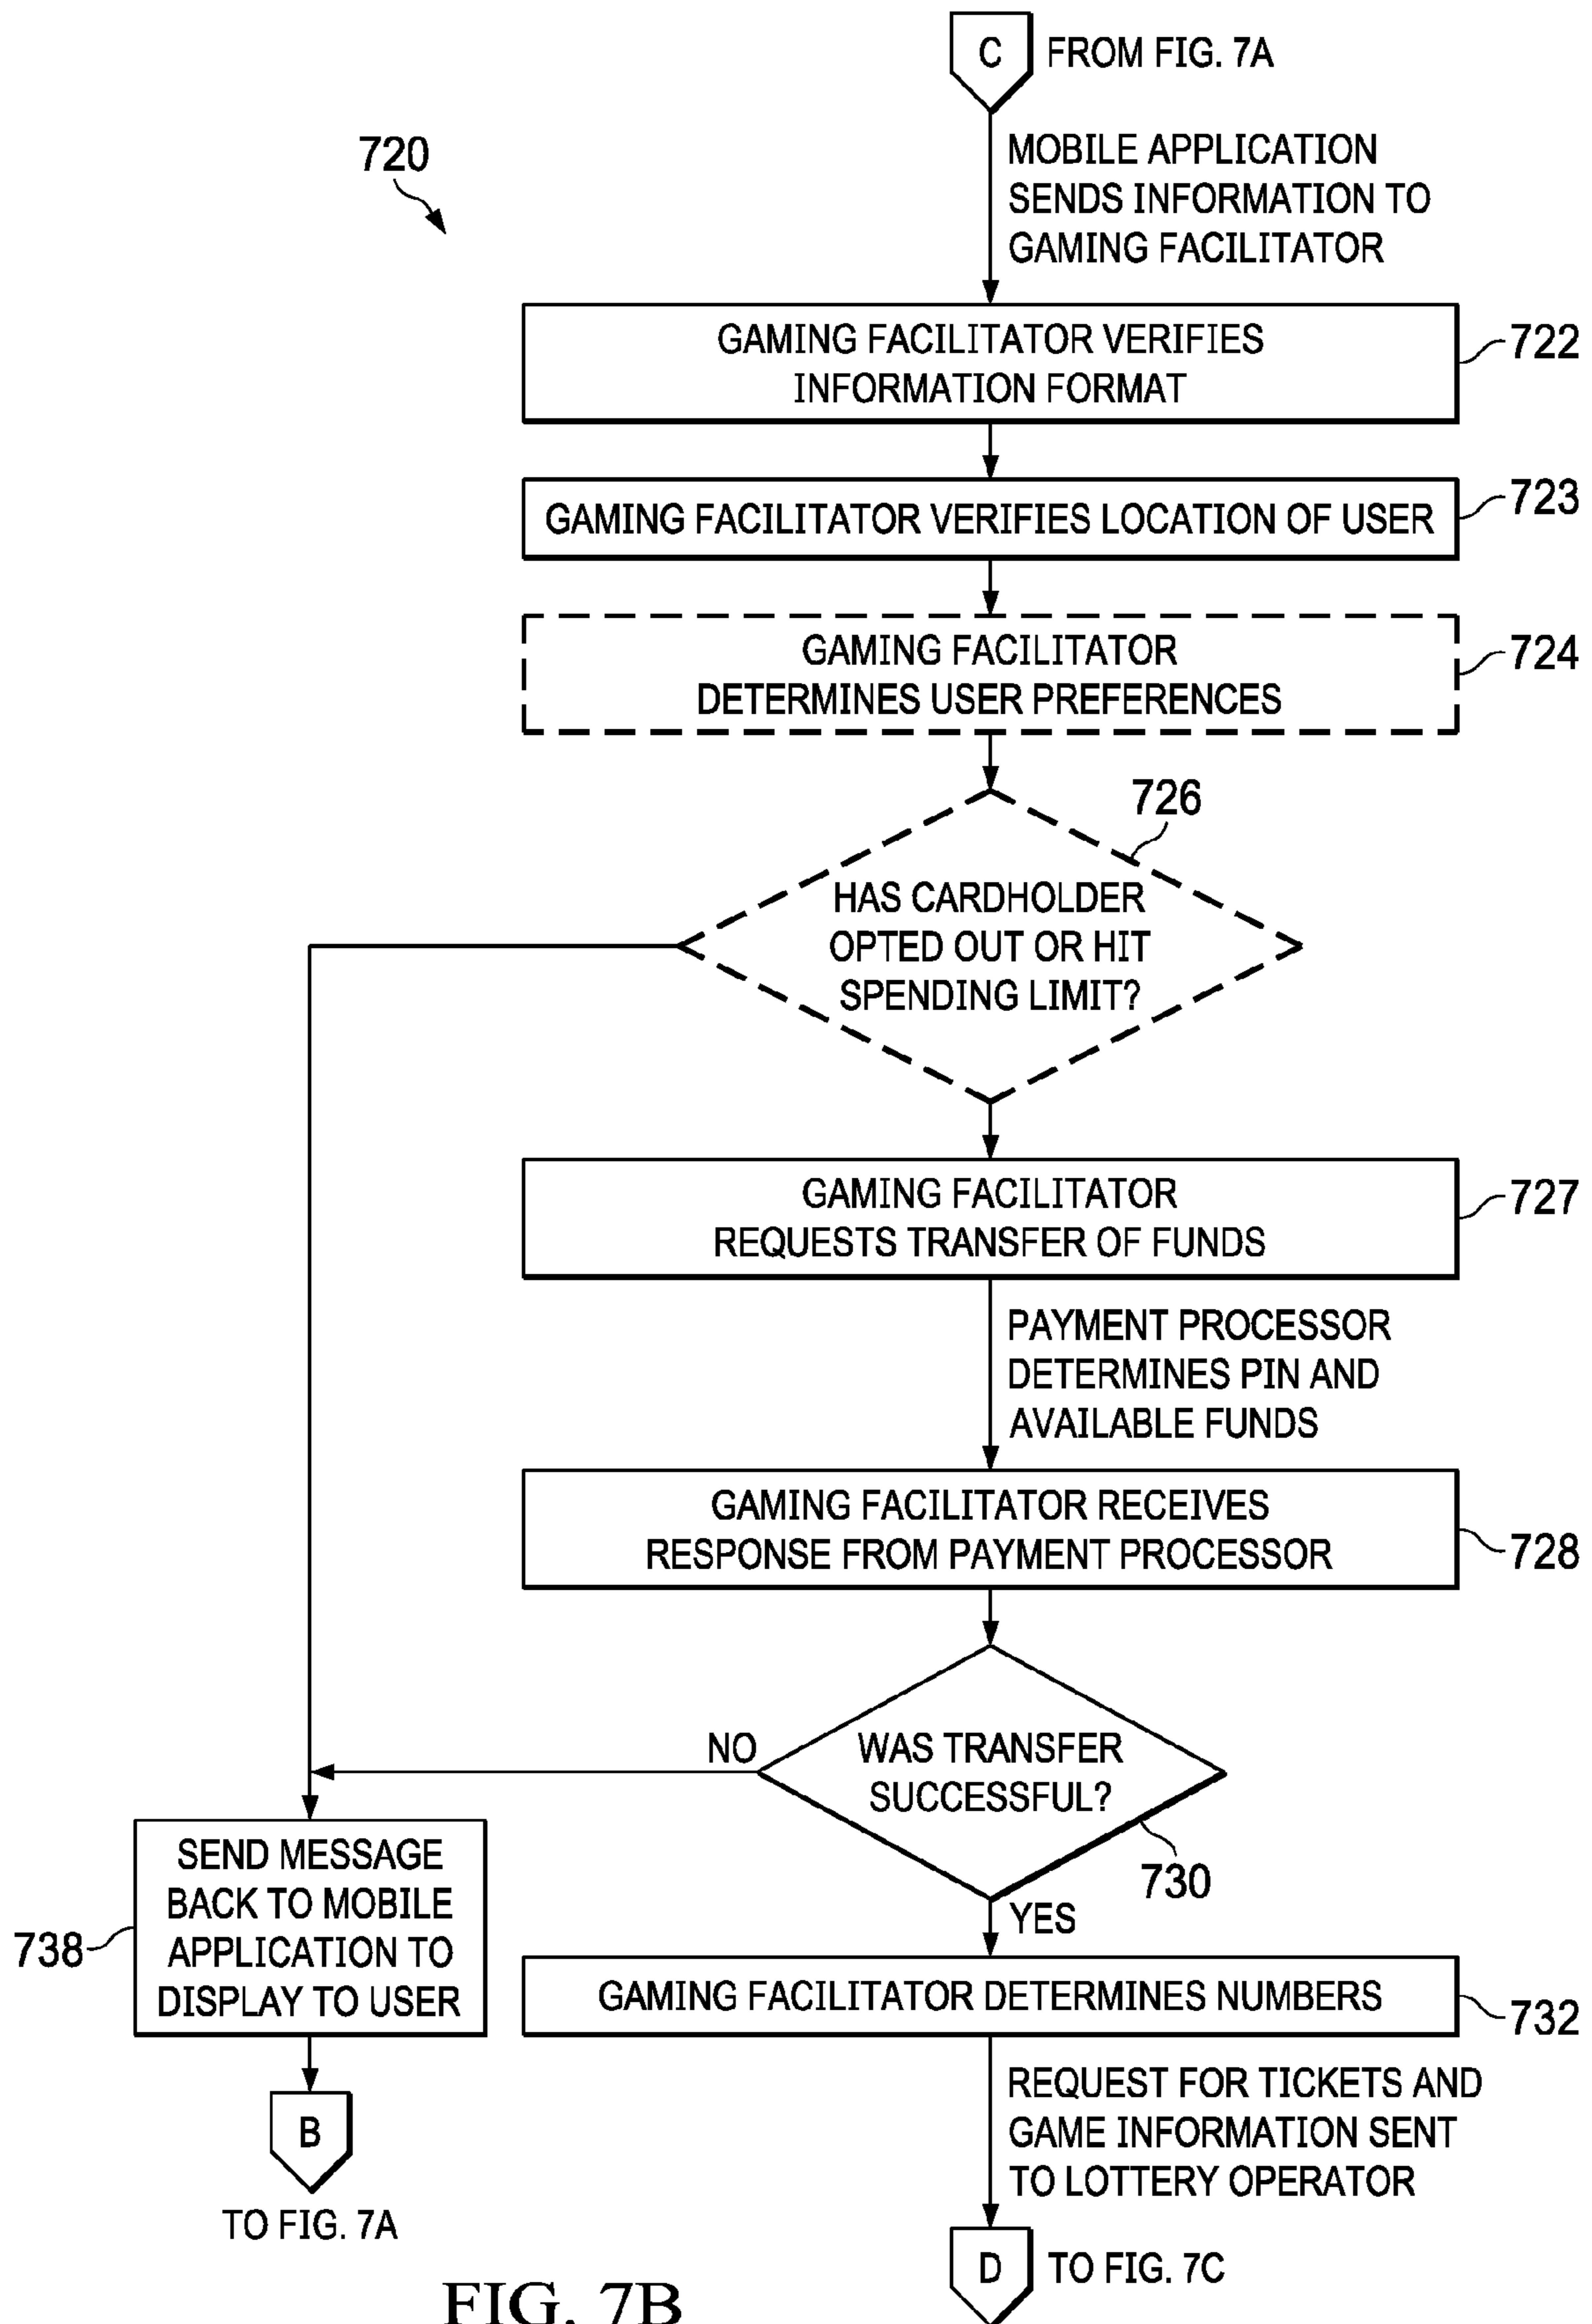 C FROM FIG. 7A
720
MOBILE APPLICATION
SENDS INFORMATION TO
GAMING FACILITATOR
GAMING FACILITATOR VERIFIES
INFORMATION FORMAT
722
GAMING FACILITATOR VERIFIES LOCATION OF USER
723
GAMING FACILITATOR
DETERMINES USER PREFERENCES
724
726
HAS CARDHOLDER
OPTED OUT OR HIT
SPENDING LIMIT?
GAMING FACILITATOR
REQUESTS TRANSFER OF FUNDS
727
PAYMENT PROCESSOR
DETERMINES PIN AND
AVAILABLE FUNDS
GAMING FACILITATOR RECEIVES
RESPONSE FROM PAYMENT PROCESSOR
728
NO
WAS TRANSFER
SUCCESSFUL?
730
YES
SEND MESSAGE
BACK TO MOBILE
APPLICATION TO
DISPLAY TO USER
738
GAMING FACILITATOR DETERMINES NUMBERS
732
REQUEST FOR TICKETS AND
GAME INFORMATION SENT
TO LOTTERY OPERATOR
B
TO FIG. 7A
D TO FIG. 7C
FIG. 7B